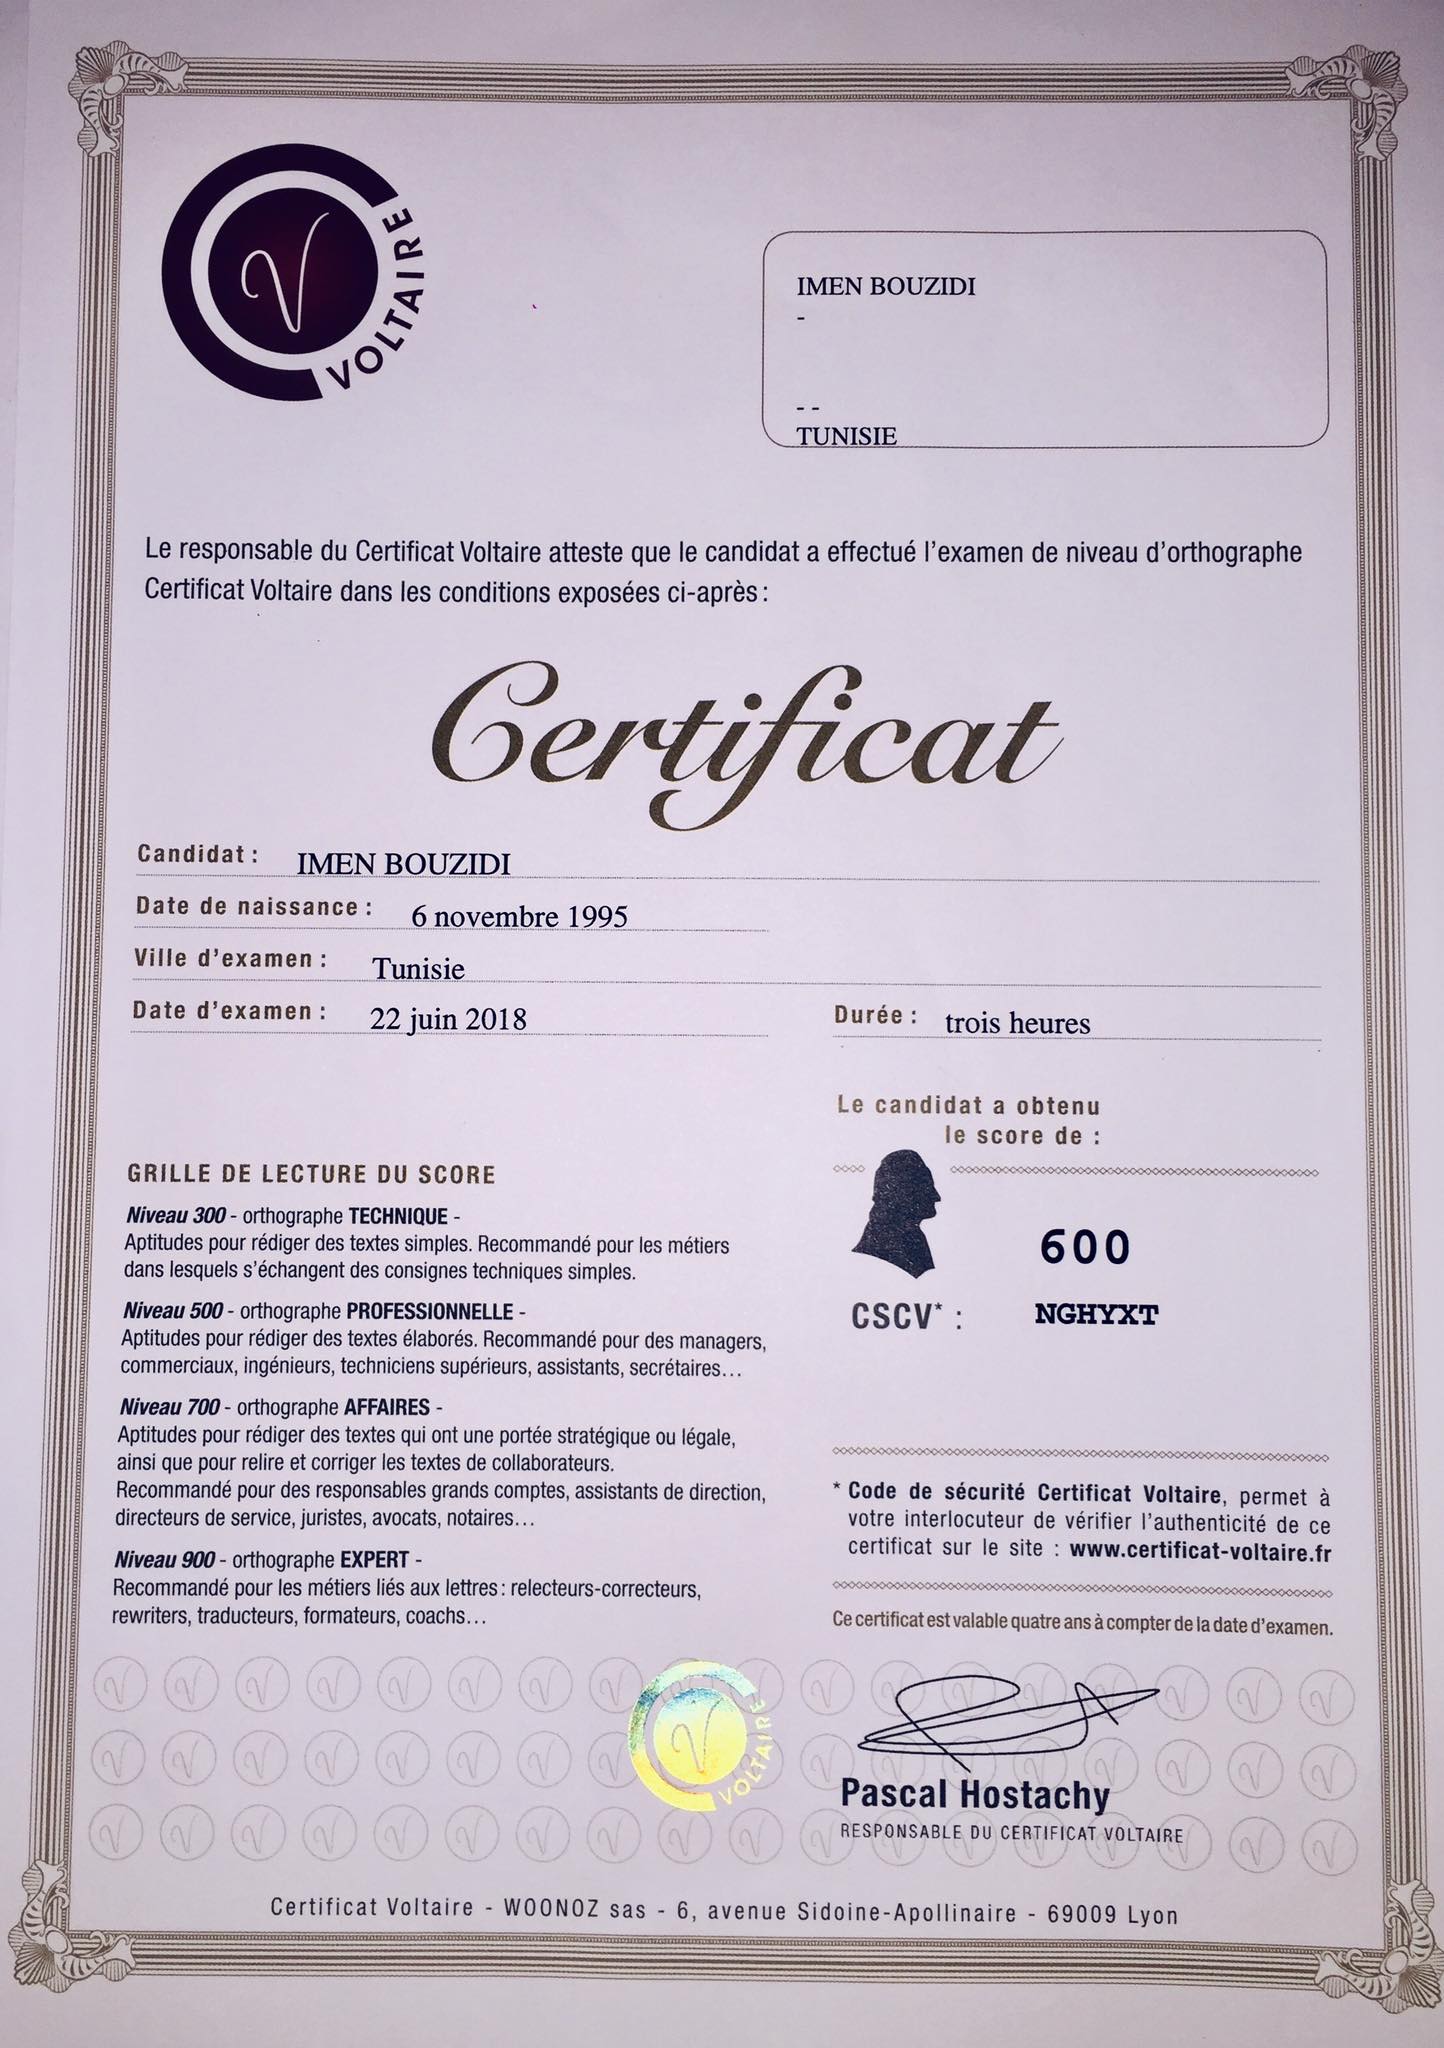 VOLTAIRE
IMEN BOUZIDI
-
- -
TUNISIE
Le responsable du Certificat Voltaire atteste que le candidat a effectué l'examen de niveau d'orthographe
Certificat Voltaire dans les conditions exposées ci-après :
Certificat
Candidat : IMEN BOUZIDI
Date de naissance : 6 novembre 1995
Ville d'examen : Tunisie
Date d'examen : 22 juin 2018
Durée : trois heures
GRILLE DE LECTURE DU SCORE
Niveau 300 - orthographe TECHNIQUE -
Aptitudes pour rédiger des textes simples. Recommandé pour les métiers
dans lesquels s'échangent des consignes techniques simples.
Niveau 500 - orthographe PROFESSIONNELLE -
Aptitudes pour rédiger des textes élaborés. Recommandé pour des managers,
commerciaux, ingénieurs, techniciens supérieurs, assistants, secrétaires...
Niveau 700 - orthographe AFFAIRES -
Aptitudes pour rédiger des textes qui ont une portée stratégique ou légale,
ainsi que pour relire et corriger les textes de collaborateurs.
Recommandé pour des responsables grands comptes, assistants de direction,
directeurs de service, juristes, avocats, notaires...
Niveau 900 - orthographe EXPERT -
Recommandé pour les métiers liés aux lettres : relecteurs-correcteurs,
rewriters, traducteurs, formateurs, coachs...
Le candidat a obtenu
le score de :
600
CSCV* : NGHYXT
* Code de sécurité Certificat Voltaire, permet à
votre interlocuteur de vérifier l'authenticité de ce
certificat sur le site : www.certificat-voltaire.fr
Ce certificat est valable quatre ans à compter de la date d'examen.
VOLTAIRE
Pascal Hostachy
RESPONSABLE DU CERTIFICAT VOLTAIRE
Certificat Voltaire - WOONOZ sas - 6, avenue Sidoine-Apollinaire - 69009 Lyon